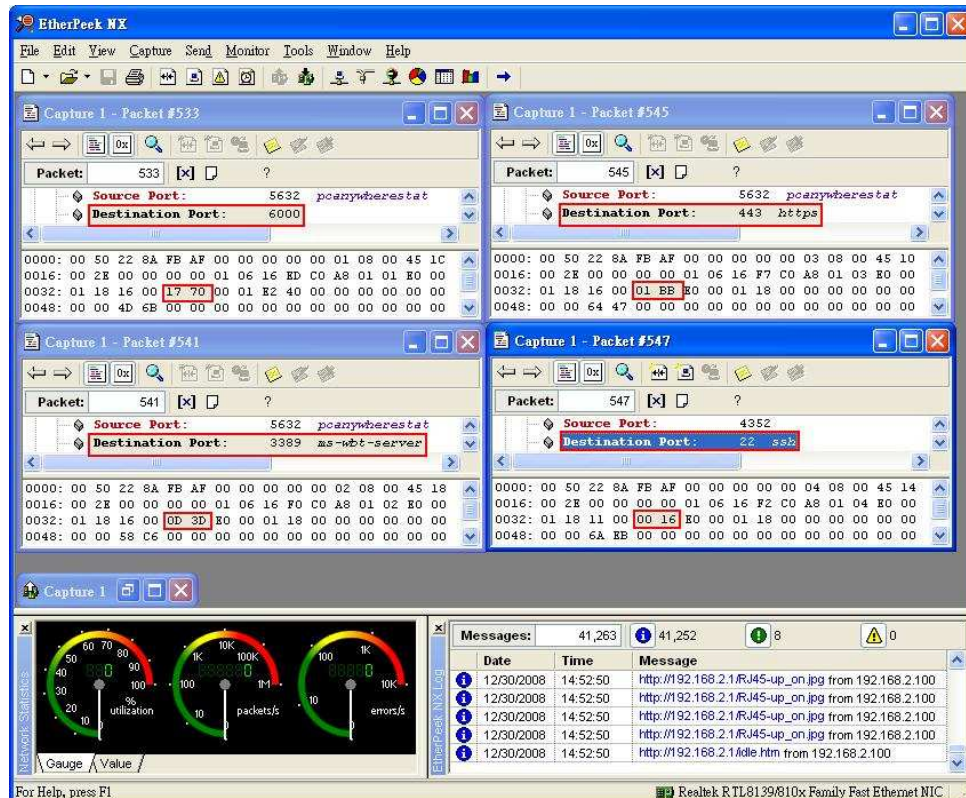 EtherPeek NX
File Edit View Capture Send Monitor Tools Window Help
Capture 1 - Packet #533
Packet: 533 ?
Source Port: 5632 pcanywherestat
Destination Port: 6000
0000: 00 50 22 8A FB AF 00 00 00 00 00 01 08 00 45 1C
0016: 00 2E 00 00 00 00 01 06 16 ED C0 A8 01 01 E0 00
0032: 01 18 16 00 17 70 00 01 E2 40 00 00 00 00 00 00
0048: 00 00 4D 6B 00 00 00 00 00 00 00 00 00 00 00 00
Capture 1 - Packet #545
Packet: 545 ?
Source Port: 5632 pcanywherestat
Destination Port: 443 https
0000: 00 50 22 8A FB AF 00 00 00 00 00 03 08 00 45 10
0016: 00 2E 00 00 00 00 01 06 16 F7 C0 A8 01 03 E0 00
0032: 01 18 16 00 01 BB E0 00 01 18 00 00 00 00 00 00
0048: 00 00 64 47 00 00 00 00 00 00 00 00 00 00 00 00
Capture 1 - Packet #541
Packet: 541 ?
Source Port: 5632 pcanywherestat
Destination Port: 3389 ms-wbt-server
0000: 00 50 22 8A FB AF 00 00 00 00 00 02 08 00 45 18
0016: 00 2E 00 00 00 00 01 06 16 F0 C0 A8 01 02 E0 00
0032: 01 18 16 00 0D 3D E0 00 01 18 00 00 00 00 00 00
0048: 00 00 58 C6 00 00 00 00 00 00 00 00 00 00 00 00
Capture 1 - Packet #547
Packet: 547 ?
Source Port: 4352
Destination Port: 22 ssh
0000: 00 50 22 8A FB AF 00 00 00 00 00 04 08 00 45 14
0016: 00 2E 00 00 00 00 01 06 16 F2 C0 A8 01 04 E0 00
0032: 01 18 11 00 00 16 E0 00 01 18 00 00 00 00 00 00
0048: 00 00 6A EB 00 00 00 00 00 00 00 00 00 00 00 00
Capture 1
Network Statistics
10 20 30 40 50 60 70 80 90 100
% utilization
10 100 1K 10K 100K 1M
packets/s
10 100 1K 10K
errors/s
Gauge Value
EtherPeek NX Log
Messages: 41,263 41,252 8 0
Date Time Message
12/30/2008 14:52:50 http://192.168.2.1/RJ45-up_on.jpg from 192.168.2.100
12/30/2008 14:52:50 http://192.168.2.1/RJ45-up_on.jpg from 192.168.2.100
12/30/2008 14:52:50 http://192.168.2.1/RJ45-up_on.jpg from 192.168.2.100
12/30/2008 14:52:50 http://192.168.2.1/RJ45-up_on.jpg from 192.168.2.100
12/30/2008 14:52:50 http://192.168.2.1/idle.htm from 192.168.2.100
For Help, press F1
Realtek RTL8139/810x Family Fast Ethernet NIC